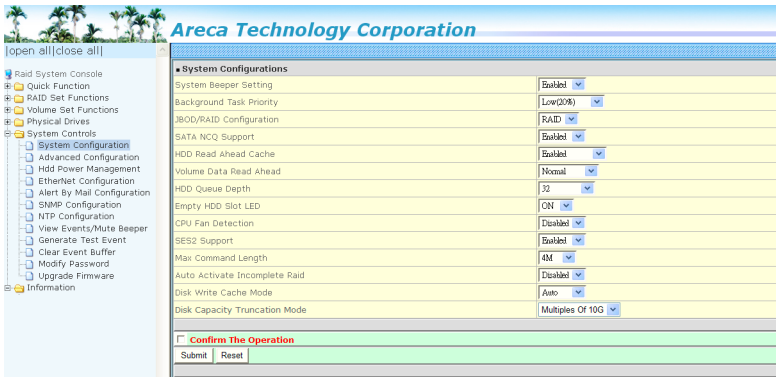 Areca Technology Corporation
|open all|close all|
Raid System Console
Quick Function
RAID Set Functions
Volume Set Functions
Physical Drives
System Controls
System Configuration
Advanced Configuration
Hdd Power Management
EtherNet Configuration
Alert By Mail Configuration
SNMP Configuration
NTP Configuration
View Events/Mute Beeper
Generate Test Event
Clear Event Buffer
Modify Password
Upgrade Firmware
Information
System Configurations
System Beeper Setting Enabled
Background Task Priority Low(20%)
JBOD/RAID Configuration RAID
SATA NCQ Support Enabled
HDD Read Ahead Cache Enabled
Volume Data Read Ahead Normal
HDD Queue Depth 32
Empty HDD Slot LED ON
CPU Fan Detection Disabled
SES2 Support Enabled
Max Command Length 4M
Auto Activate Incomplete Raid Disabled
Disk Write Cache Mode Auto
Disk Capacity Truncation Mode Multiples Of 10G
Confirm The Operation
Submit Reset